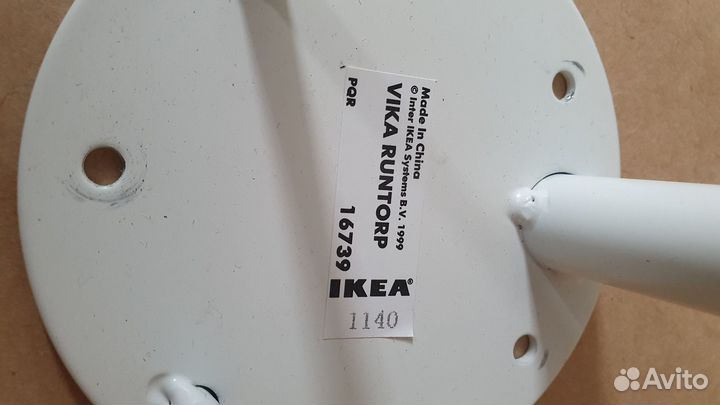 Made In China
© Inter IKEA Systems B.V. 1999
VIKA RUNTORP
PQR 16739
IKEA®
1140
Avito